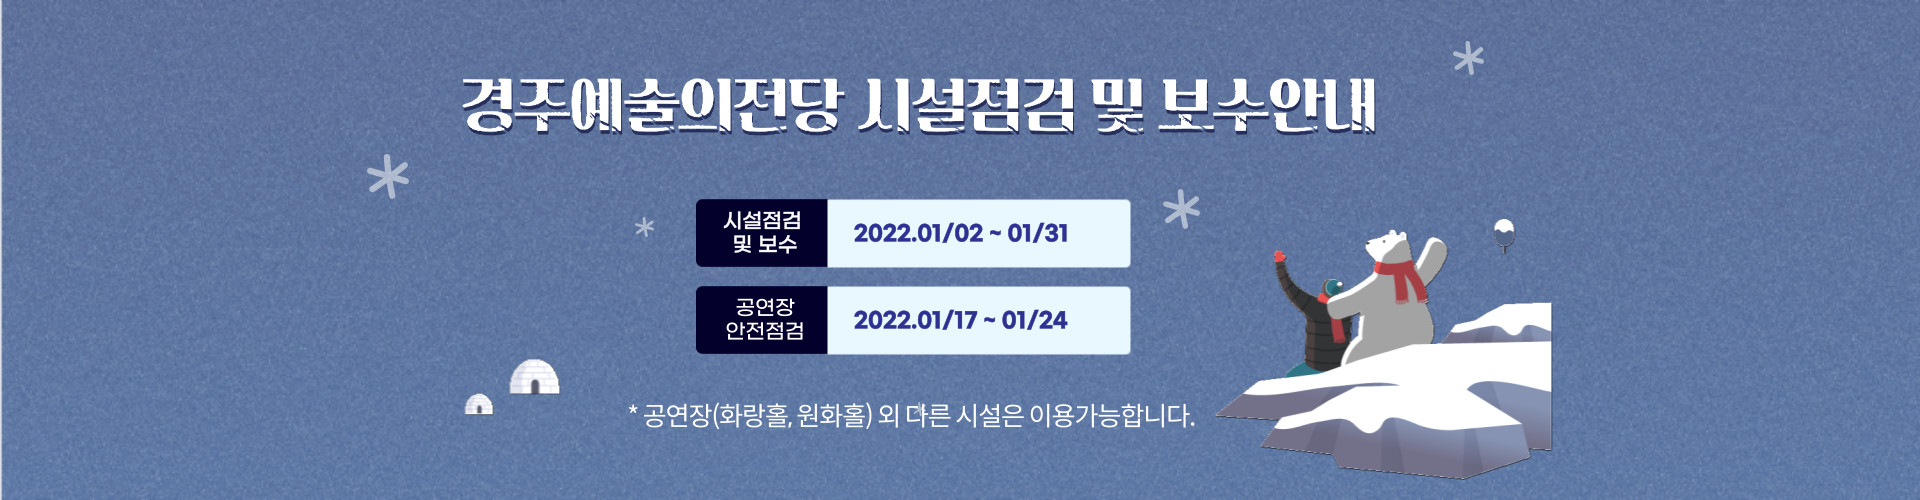 경주예술의전당 시설점검 및 보수안내
시설점검
및 보수
2022.01/02 ~ 01/31
공연장
안전점검
2022.01/17 ~ 01/24
* 공연장(화랑홀, 원화홀) 외 다른 시설은 이용가능합니다.